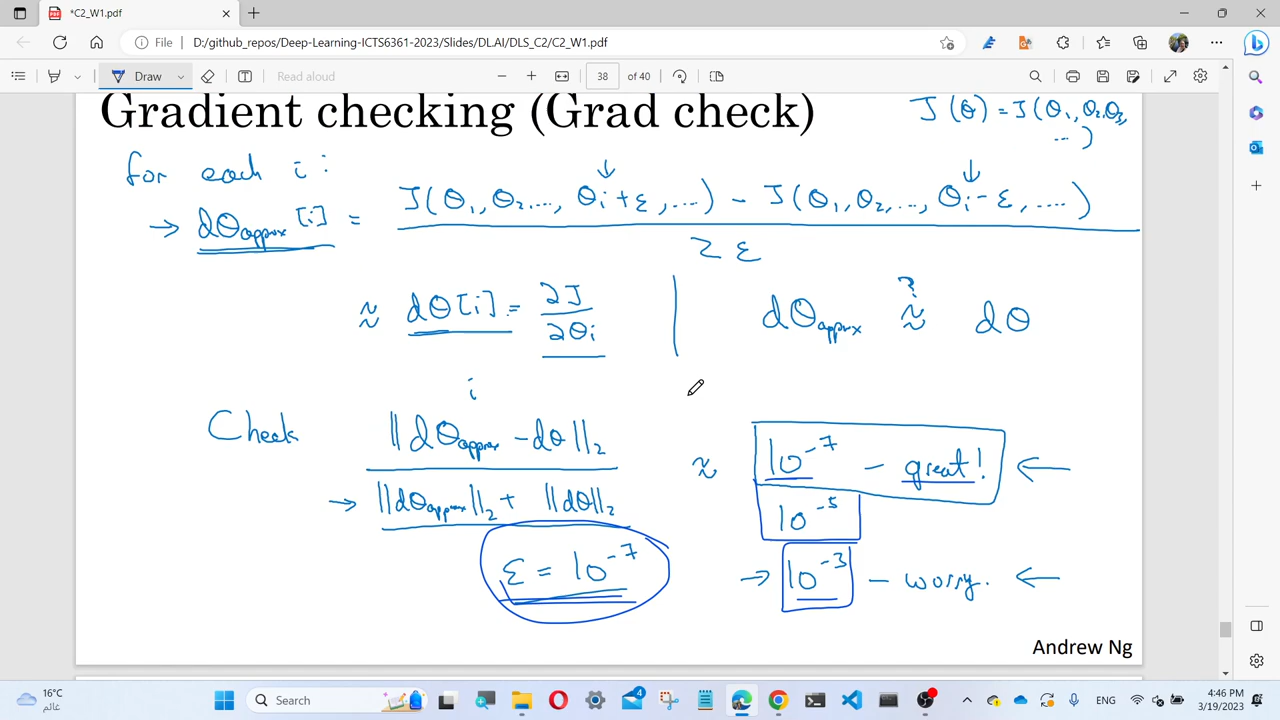 *C2_W1.pdf
File D:/github_repos/Deep-Learning-ICTS6361-2023/Slides/DL.AI/DLS_C2/C2_W1.pdf
Draw Read aloud 38 of 40
Gradient checking (Grad check)
J(θ) = J(θ₁, θ₂, θ₃, ...)
for each i :
→ dθapprox[i] = J(θ₁, θ₂, ..., θi + ε, ...) - J(θ₁, θ₂, ..., θi - ε, ....)
2 ε
≈ dθ[i] = ∂J / ∂θi | dθapprox ≈? dθ
i
Check ||dθapprox - dθ||₂
→ ||dθapprox||₂ + ||dθ||₂
≈ 10⁻⁷ - great! ←
10⁻⁵
ε = 10⁻⁷
→ 10⁻³ - worry. ←
Andrew Ng
16°C
غائم
Search
ENG
4:46 PM
3/19/2023